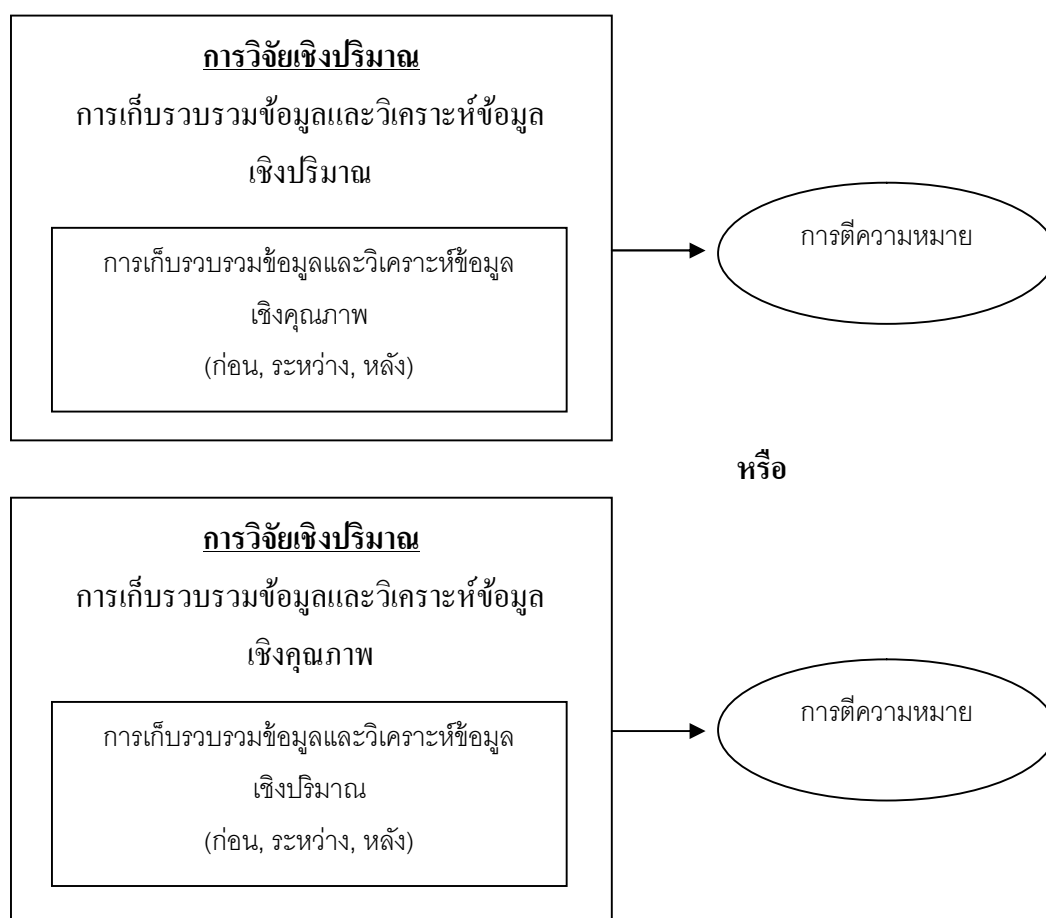 การวิจัยเชิงปริมาณ
การเก็บรวบรวมข้อมูลและวิเคราะห์ข้อมูล
เชิงปริมาณ
การเก็บรวบรวมข้อมูลและวิเคราะห์ข้อมูล
เชิงคุณภาพ
(ก่อน, ระหว่าง, หลัง)
การตีความหมาย
หรือ
การวิจัยเชิงปริมาณ
การเก็บรวบรวมข้อมูลและวิเคราะห์ข้อมูล
เชิงคุณภาพ
การเก็บรวบรวมข้อมูลและวิเคราะห์ข้อมูล
เชิงปริมาณ
(ก่อน, ระหว่าง, หลัง)
การตีความหมาย